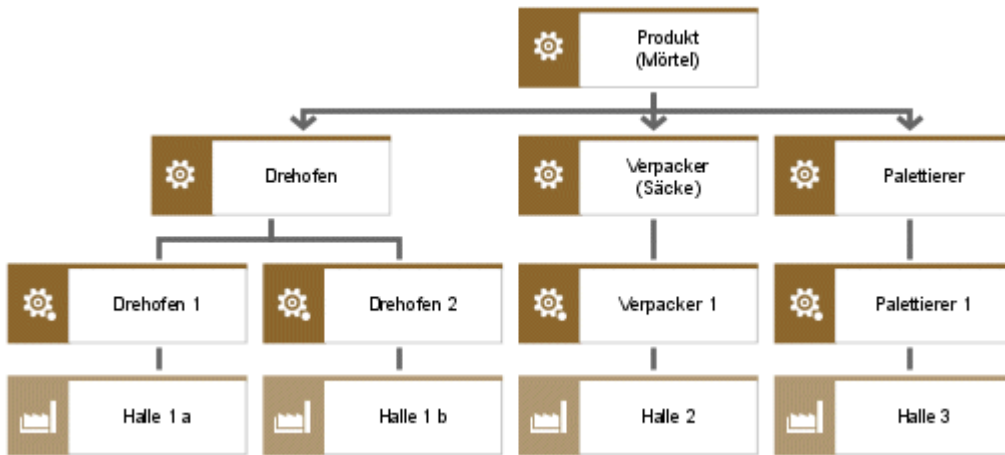 Produkt
(Mörtel)
Drehofen
Verpacker
(Säcke)
Palettierer
Drehofen 1
Drehofen 2
Verpacker 1
Palettierer 1
Halle 1 a
Halle 1 b
Halle 2
Halle 3